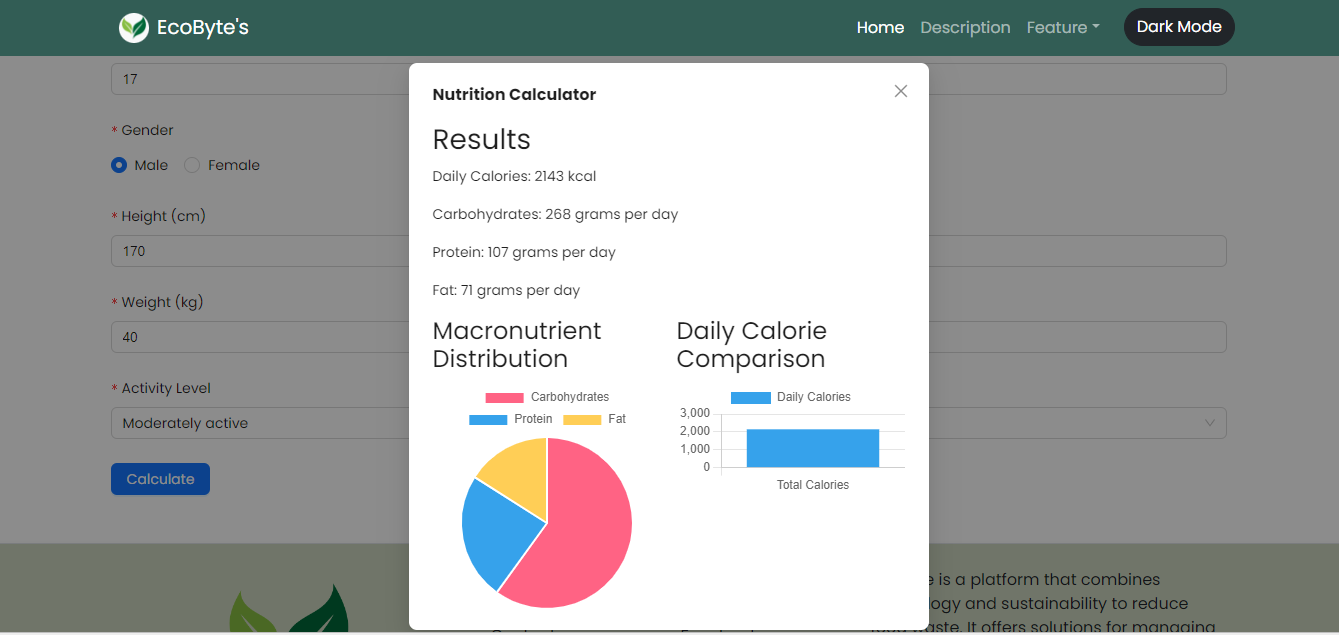 EcoByte's
Home Description Feature Dark Mode
17
* Gender
Male Female
* Height (cm)
170
* Weight (kg)
40
* Activity Level
Moderately active
Calculate
Nutrition Calculator
Results
Daily Calories: 2143 kcal
Carbohydrates: 268 grams per day
Protein: 107 grams per day
Fat: 71 grams per day
Macronutrient
Distribution
Carbohydrates
Protein Fat
Daily Calorie
Comparison
Daily Calories
3,000
2,000
1,000
0
Total Calories
is a platform that combines
and sustainability to reduce
waste. It offers solutions for managing